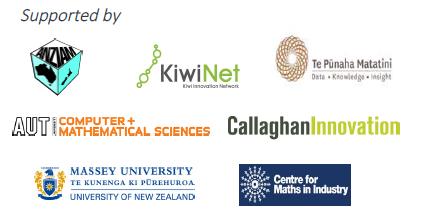 Supported by
ANZIAM
KiwiNet
Kiwi Innovation Network
Te Pūnaha Matatini
Data • Knowledge • Insight
AUT COMPUTER +
MATHEMATICAL SCIENCES
CallaghanInnovation
MASSEY UNIVERSITY
TE KUNENGA KI PŪREHUROA
UNIVERSITY OF NEW ZEALAND
Centre for
Maths in Industry